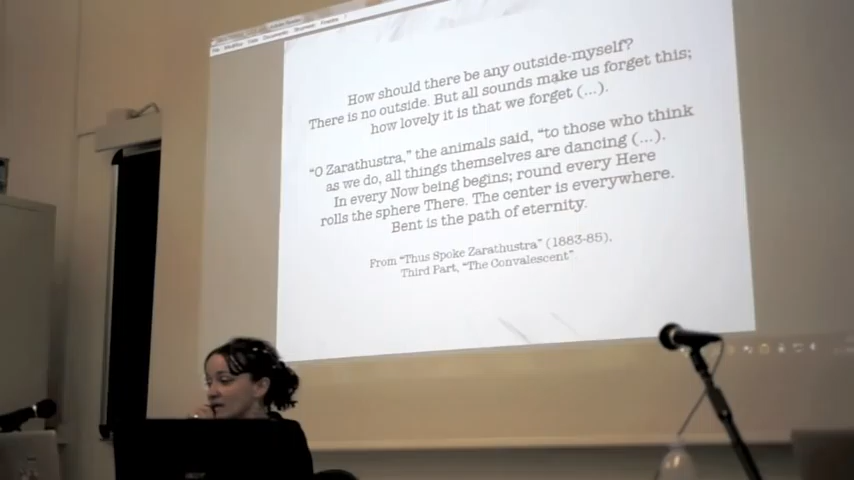 How should there be any outside-myself?
There is no outside. But all sounds make us forget this;
how lovely it is that we forget (...).
"O Zarathustra," the animals said, "to those who think
as we do, all things themselves are dancing (...).
In every Now being begins; round every Here
rolls the sphere There. The center is everywhere.
Bent is the path of eternity.
From "Thus Spoke Zarathustra" (1883-85),
Third Part, "The Convalescent"